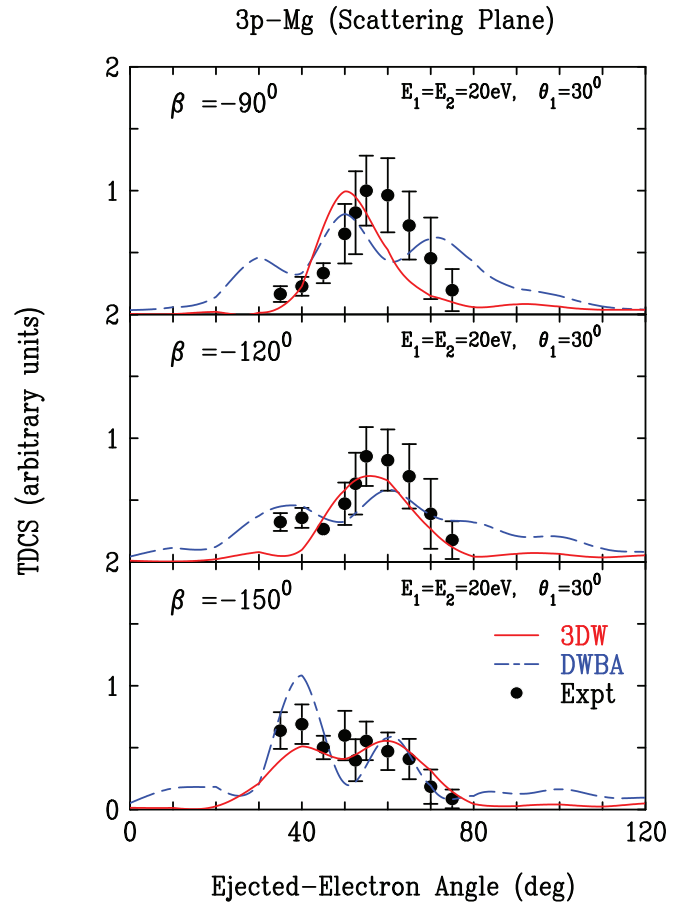 3p-Mg (Scattering Plane)
2
β =-90⁰ E₁=E₂=20eV, θ₁=30⁰
1
2
β =-120⁰ E₁=E₂=20eV, θ₁=30⁰
1
2
β =-150⁰ E₁=E₂=20eV, θ₁=30⁰
3DW
DWBA
1
Expt
0
0 40 80 120
Ejected-Electron Angle (deg)
TDCS (arbitrary units)